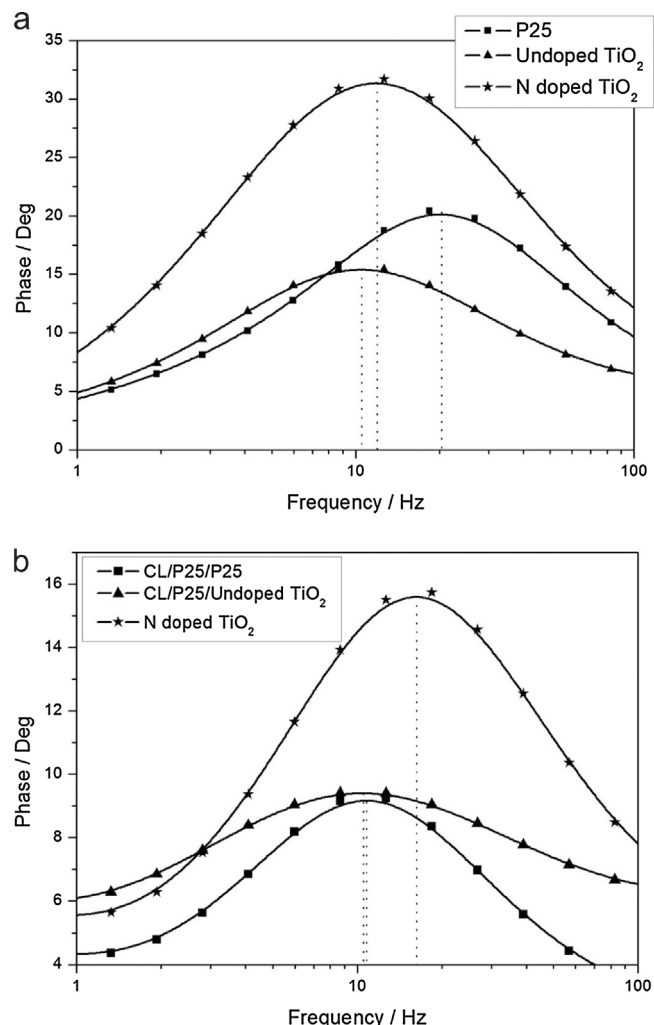 a
P25
Undoped TiO₂
N doped TiO₂
35
30
25
20
15
10
5
0
Phase / Deg
1
10
100
Frequency / Hz
b
CL/P25/P25
CL/P25/Undoped TiO₂
N doped TiO₂
16
14
12
10
8
6
4
Phase / Deg
1
10
100
Frequency / Hz